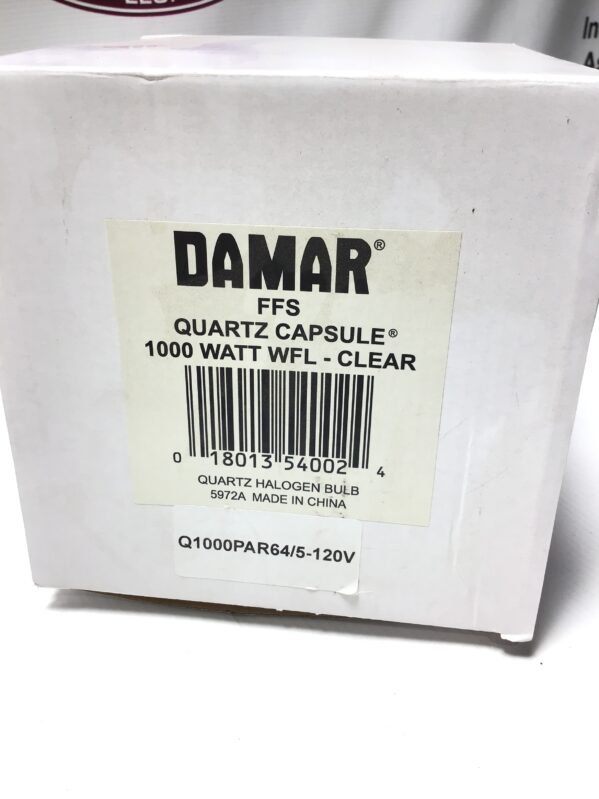 DAMAR®
FFS
QUARTZ CAPSULE®
1000 WATT WFL - CLEAR
0 18013 54002 4
QUARTZ HALOGEN BULB
5972A MADE IN CHINA
Q1000PAR64/5-120V